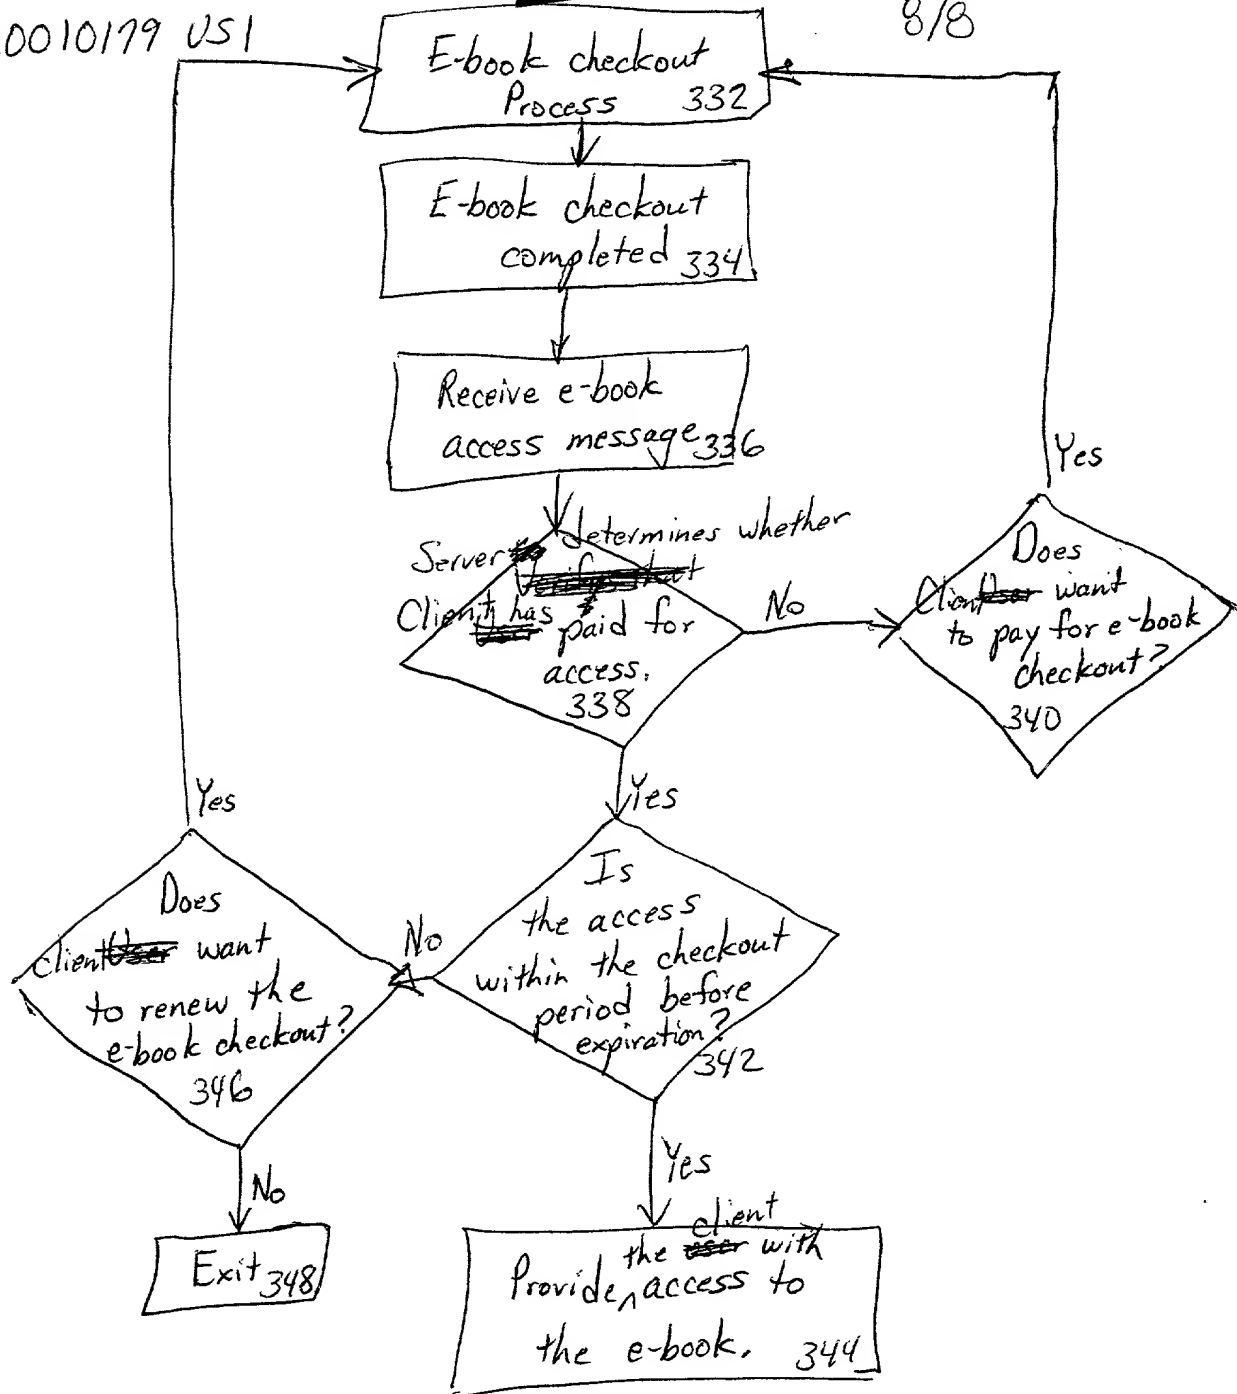 0010179 US1
8/8
E-book checkout
Process 332
E-book checkout
completed 334
Receive e-book
access message 336
Yes
Server determines whether
Client has paid for
access.
338
No
Does
Client want
to pay for e-book
checkout?
340
Yes
Yes
Is
the access
within the checkout
period before
expiration?
342
No
Does
client want
to renew the
e-book checkout?
346
Yes
No
Exit 348
client
the user with
Provide ^ access to
the e-book. 344